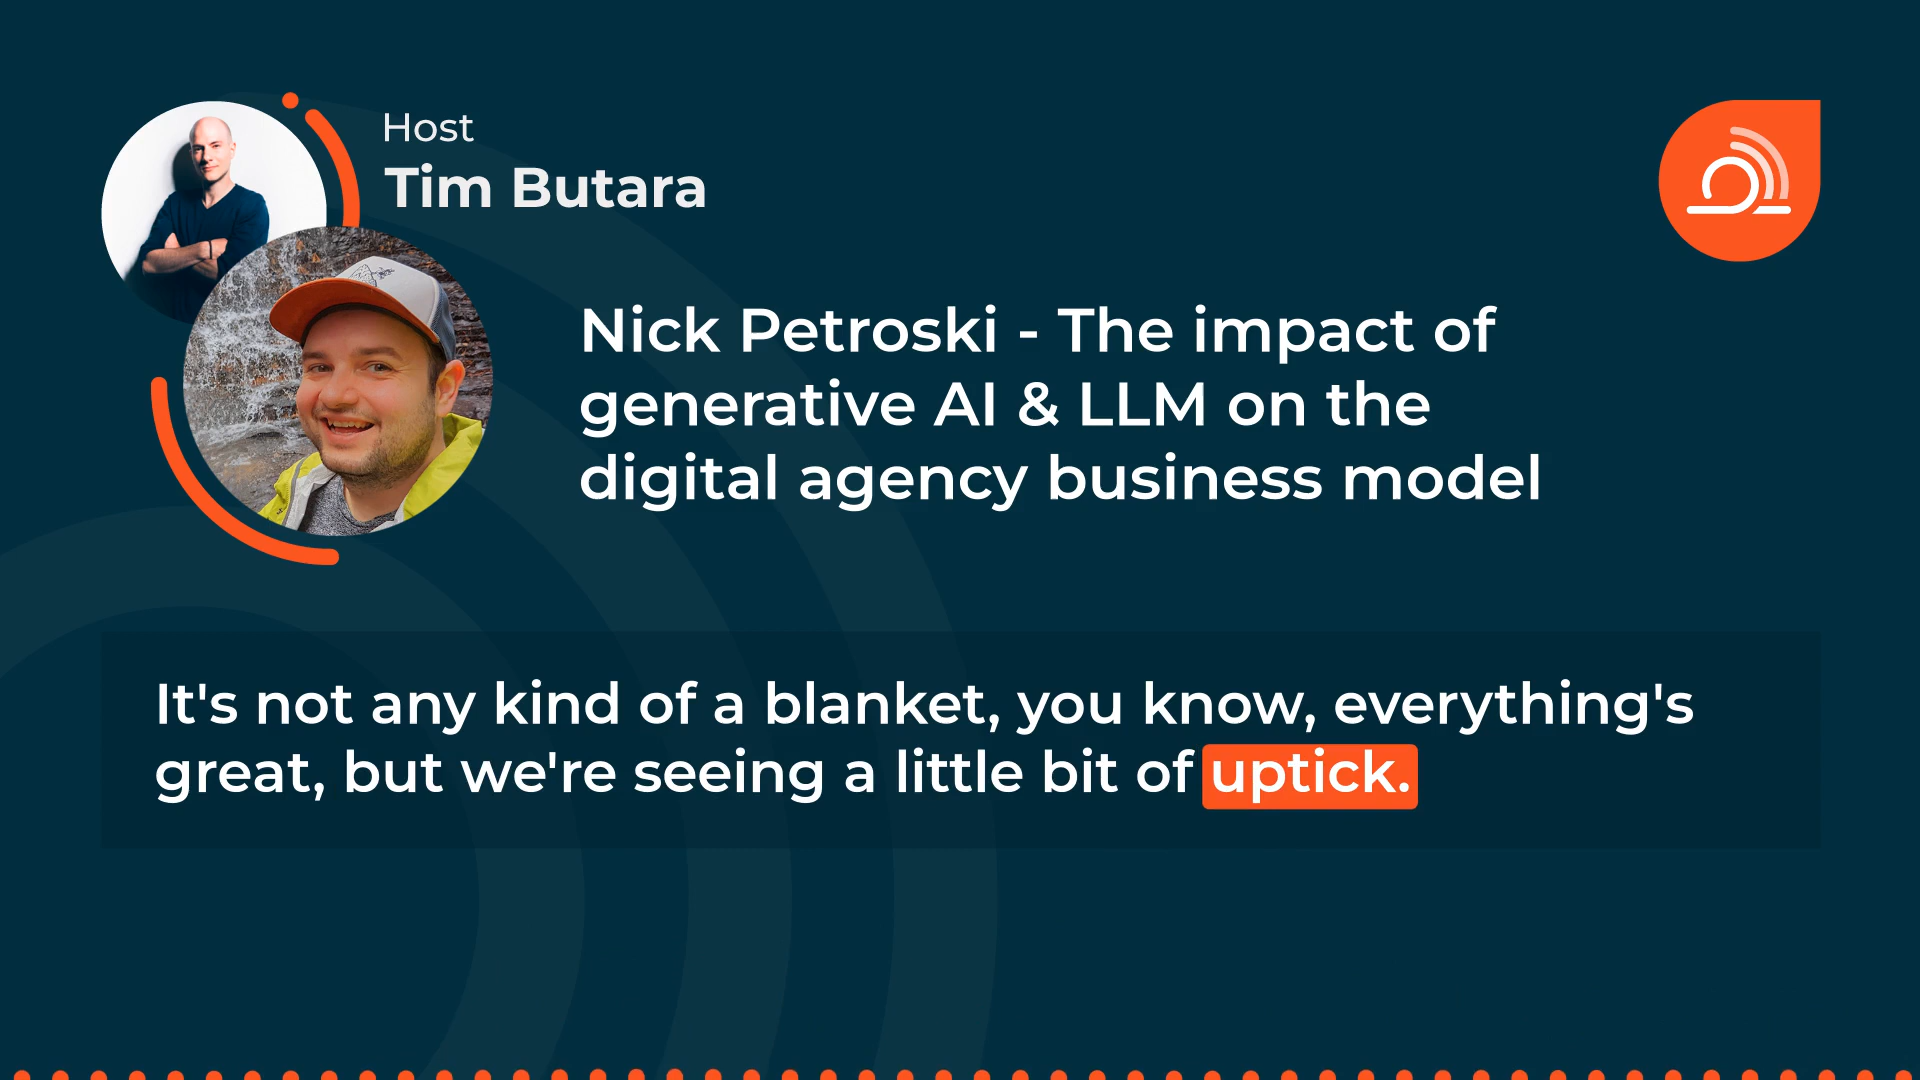 Host
Tim Butara
Nick Petroski - The impact of
generative AI & LLM on the
digital agency business model
It's not any kind of a blanket, you know, everything's
great, but we're seeing a little bit of uptick.